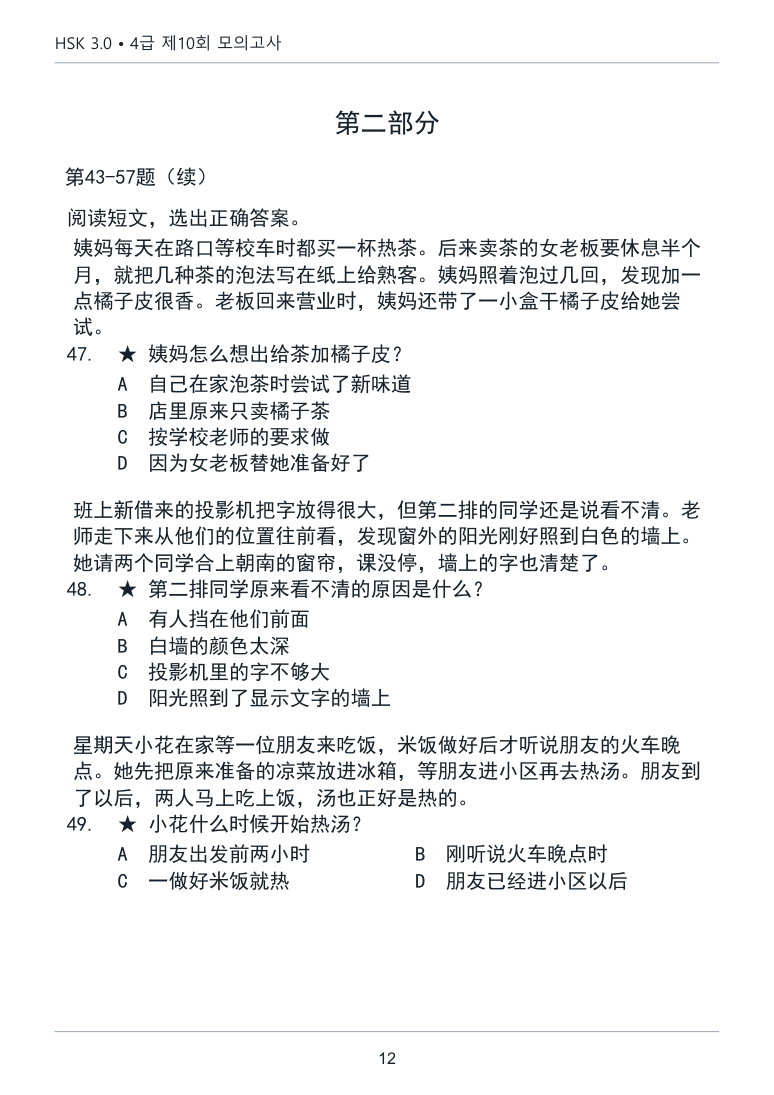 HSK 3.0 • 4급 제10회 모의고사
第二部分
第43-57题（续）
阅读短文，选出正确答案。
姨妈每天在路口等校车时都买一杯热茶。后来卖茶的女老板要休息半个
月，就把几种茶的泡法写在纸上给熟客。姨妈照着泡过几回，发现加一
点橘子皮很香。老板回来营业时，姨妈还带了一小盒干橘子皮给她尝
试。
47. ★ 姨妈怎么想出给茶加橘子皮？
A 自己在家泡茶时尝试了新味道
B 店里原来只卖橘子茶
C 按学校老师的要求做
D 因为女老板替她准备好了
班上新借来的投影机把字放得很大，但第二排的同学还是说看不清。老
师走下来从他们的位置往前看，发现窗外的阳光刚好照到白色的墙上。
她请两个同学合上朝南的窗帘，课没停，墙上的字也清楚了。
48. ★ 第二排同学原来看不清的原因是什么？
A 有人挡在他们前面
B 白墙的颜色太深
C 投影机里的字不够大
D 阳光照到了显示文字的墙上
星期天小花在家等一位朋友来吃饭，米饭做好后才听说朋友的火车晚
点。她先把原来准备的凉菜放进冰箱，等朋友进小区再去热汤。朋友到
了以后，两人马上吃上饭，汤也正好是热的。
49. ★ 小花什么时候开始热汤？
A 朋友出发前两小时 B 刚听说火车晚点时
C 一做好米饭就热 D 朋友已经进小区以后
12